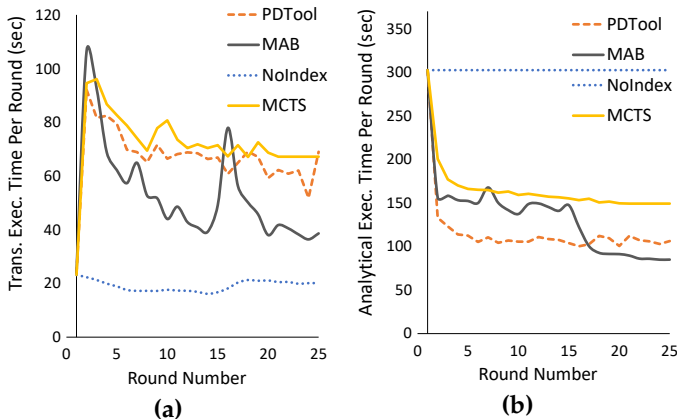 Trans. Exec. Time Per Round (sec)
120
100
80
60
40
20
0
0 5 10 15 20 25
Round Number
PDTool
MAB
NoIndex
MCTS
(a)
Analytical Exec. Time Per Round (sec)
350
300
250
200
150
100
50
0
0 5 10 15 20 25
Round Number
PDTool
MAB
NoIndex
MCTS
(b)